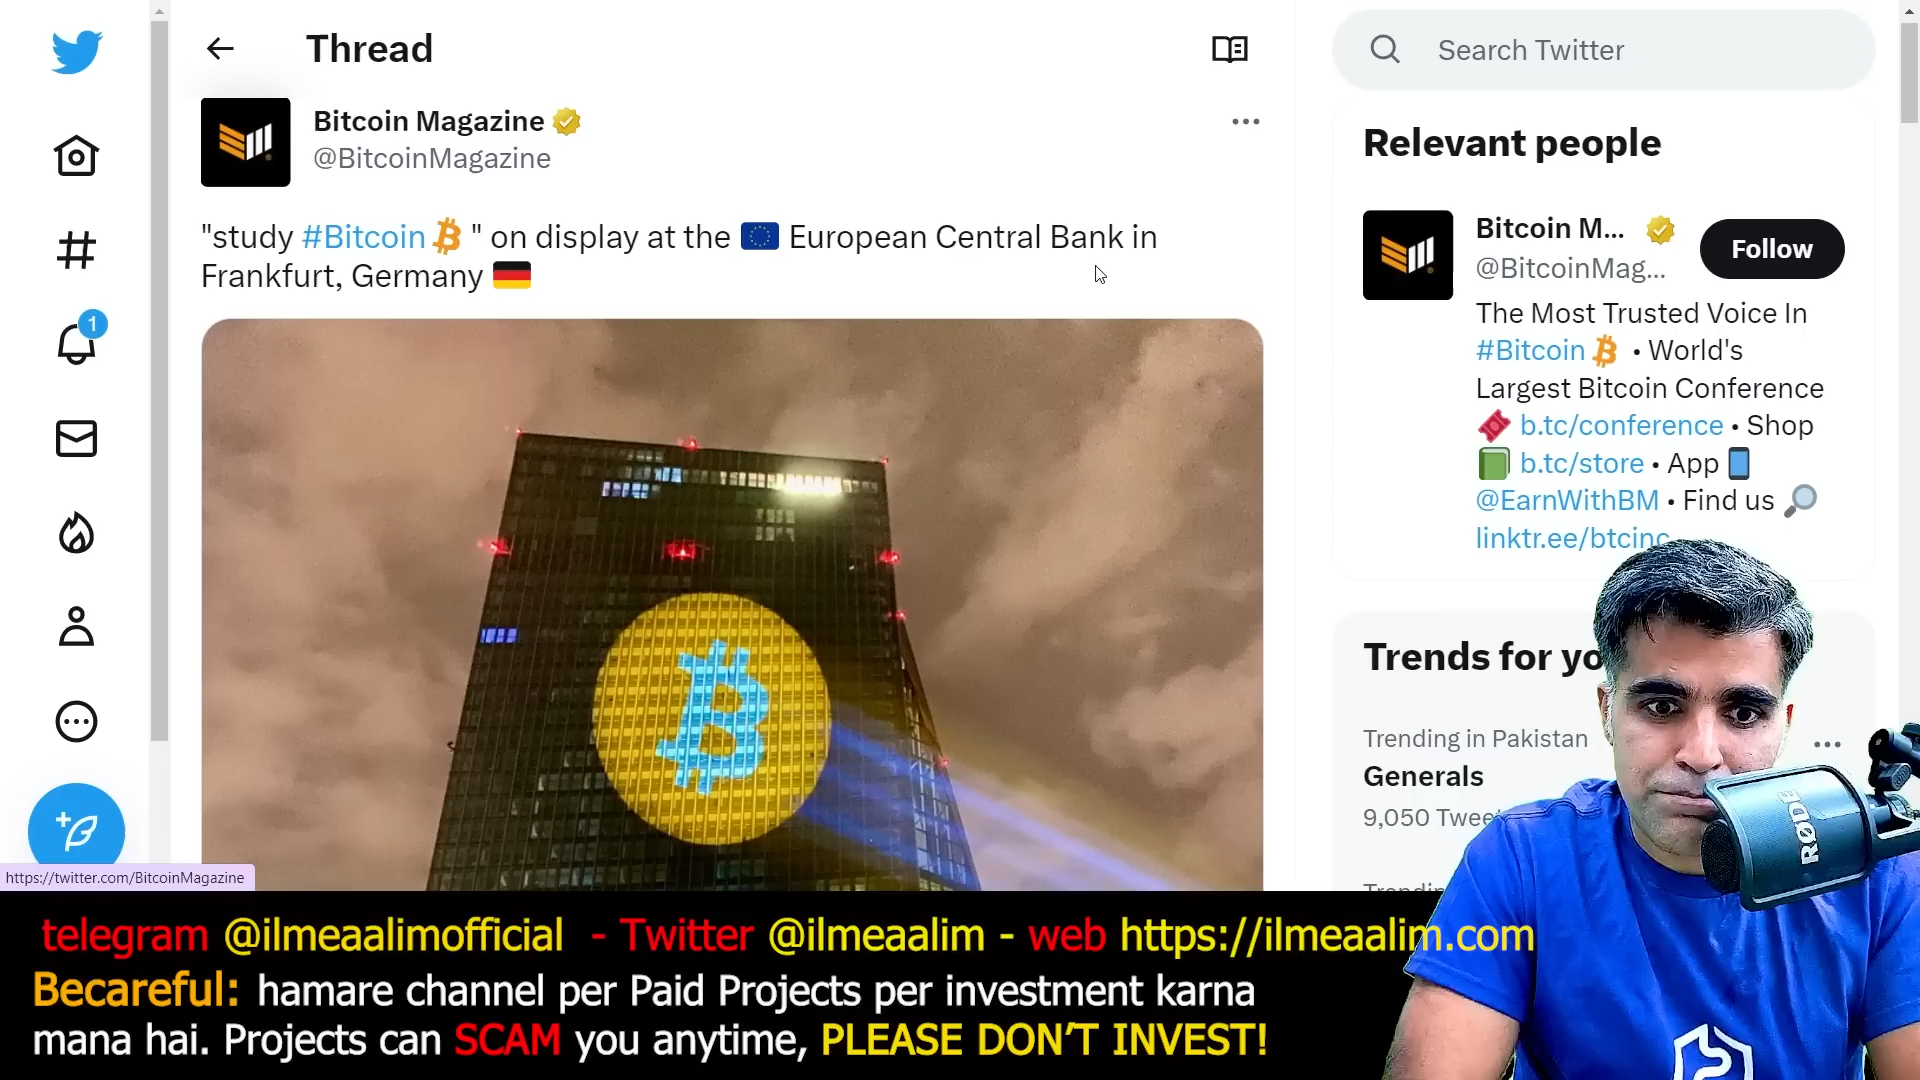 Thread
Search Twitter
Bitcoin Magazine
@BitcoinMagazine
"study #Bitcoin " on display at the European Central Bank in
Frankfurt, Germany
Relevant people
Bitcoin M...
@BitcoinMag...
Follow
The Most Trusted Voice In
#Bitcoin • World's
Largest Bitcoin Conference
b.tc/conference • Shop
b.tc/store • App
@EarnWithBM • Find us
linktr.ee/btcinc
1
Trends for yo
Trending in Pakistan
Generals
9,050 Twee
https://twitter.com/BitcoinMagazine
telegram @ilmeaalimofficial - Twitter @ilmeaalim - web https://ilmeaalim.com
Becareful: hamare channel per Paid Projects per investment karna
mana hai. Projects can SCAM you anytime, PLEASE DON'T INVEST!
RØDE